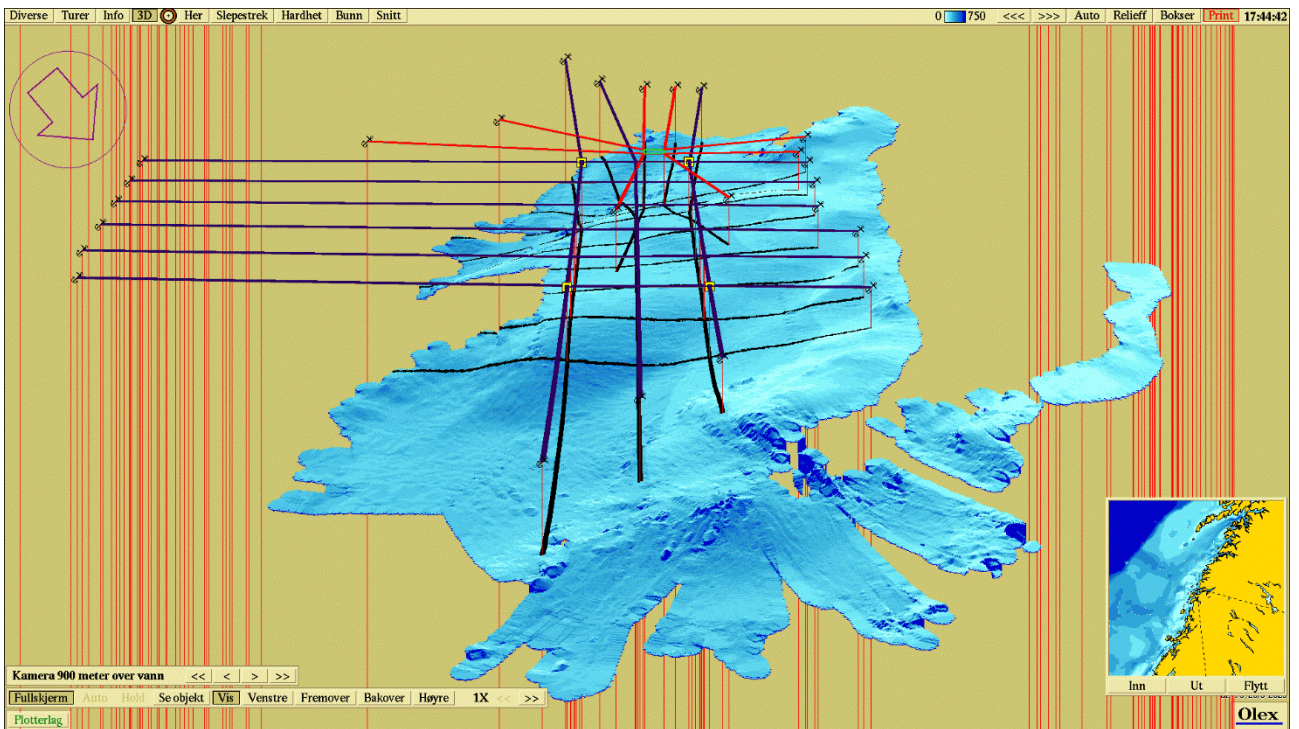 Diverse Turer Info 3D Her Slepestrek Hardhet Bunn Snitt 0 750 <<< >>> Auto Relieff Bokser Print 17:44:42
Kamera 900 meter over vann << < > >>
Inn Ut Flytt
Fullskjerm Auto Hold Se objekt Vis Venstre Fremover Bakover Høyre 1X << >>
Plotterlag
Olex